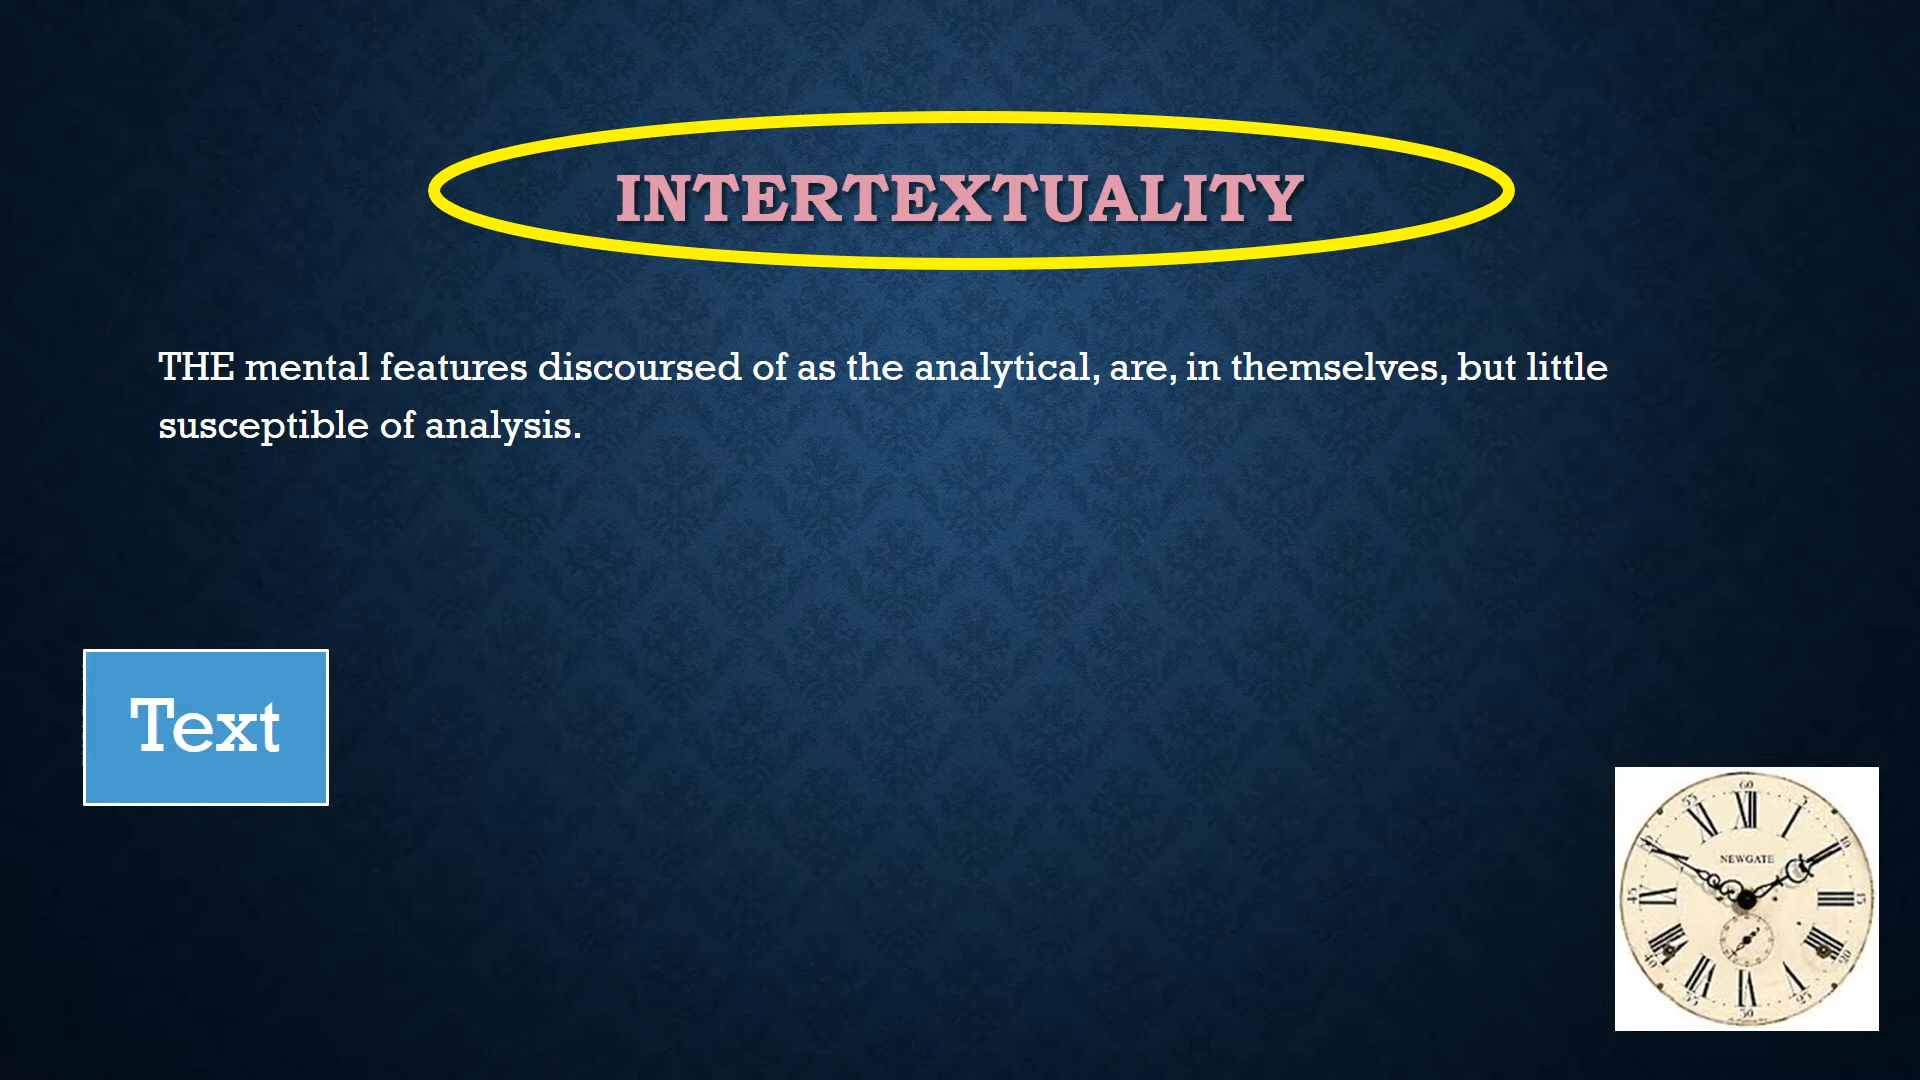 INTERTEXTUALITY
THE mental features discoursed of as the analytical, are, in themselves, but little
susceptible of analysis.
Text
NEWGATE